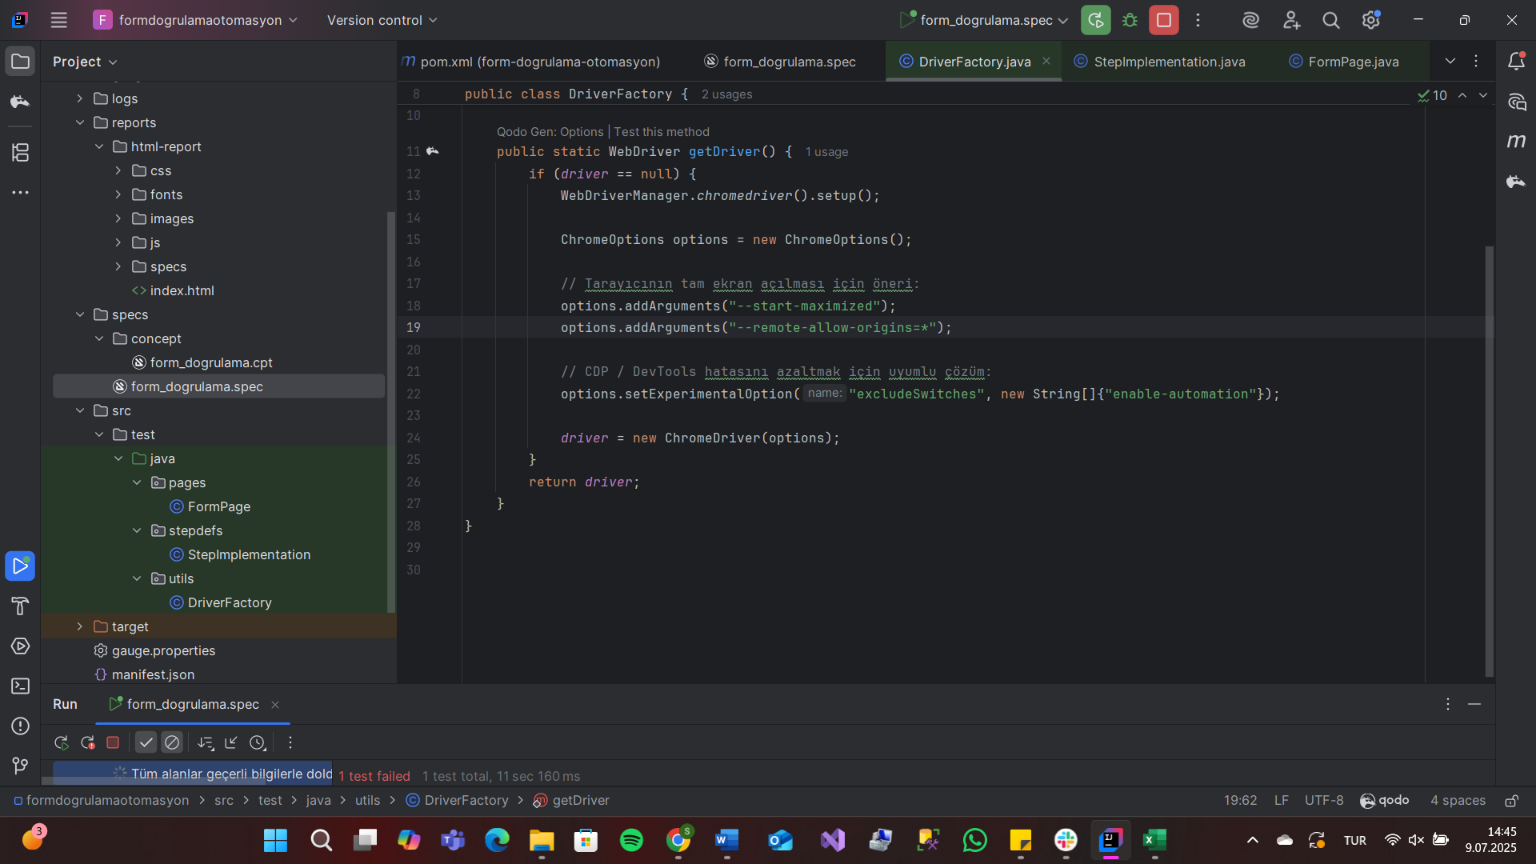 F formdogrulamaotomasyon Version control form_dogrulama.spec
Project
pom.xml (form-dogrulama-otomasyon) form_dogrulama.spec DriverFactory.java StepImplementation.java FormPage.java
logs
reports
html-report
css
fonts
images
js
specs
index.html
specs
concept
form_dogrulama.cpt
form_dogrulama.spec
src
test
java
pages
FormPage
stepdefs
StepImplementation
utils
DriverFactory
target
gauge.properties
manifest.json
8 public class DriverFactory { 2 usages
10
10
Qodo Gen: Options | Test this method
11 public static WebDriver getDriver() { 1 usage
12 if (driver == null) {
13 WebDriverManager.chromedriver().setup();
14
15 ChromeOptions options = new ChromeOptions();
16
17 // Tarayıcının tam ekran açılması için öneri:
18 options.addArguments("--start-maximized");
19 options.addArguments("--remote-allow-origins=*");
20
21 // CDP / DevTools hatasını azaltmak için uyumlu çözüm:
22 options.setExperimentalOption( name: "excludeSwitches", new String[]{"enable-automation"});
23
24 driver = new ChromeDriver(options);
25 }
26 return driver;
27 }
28 }
29
30
Run form_dogrulama.spec
Tüm alanlar geçerli bilgilerle dold 1 test failed 1 test total, 11 sec 160 ms
formdogrulamaotomasyon > src > test > java > utils > DriverFactory > getDriver 19:62 LF UTF-8 qodo 4 spaces
3 TUR 14:45
9.07.2025